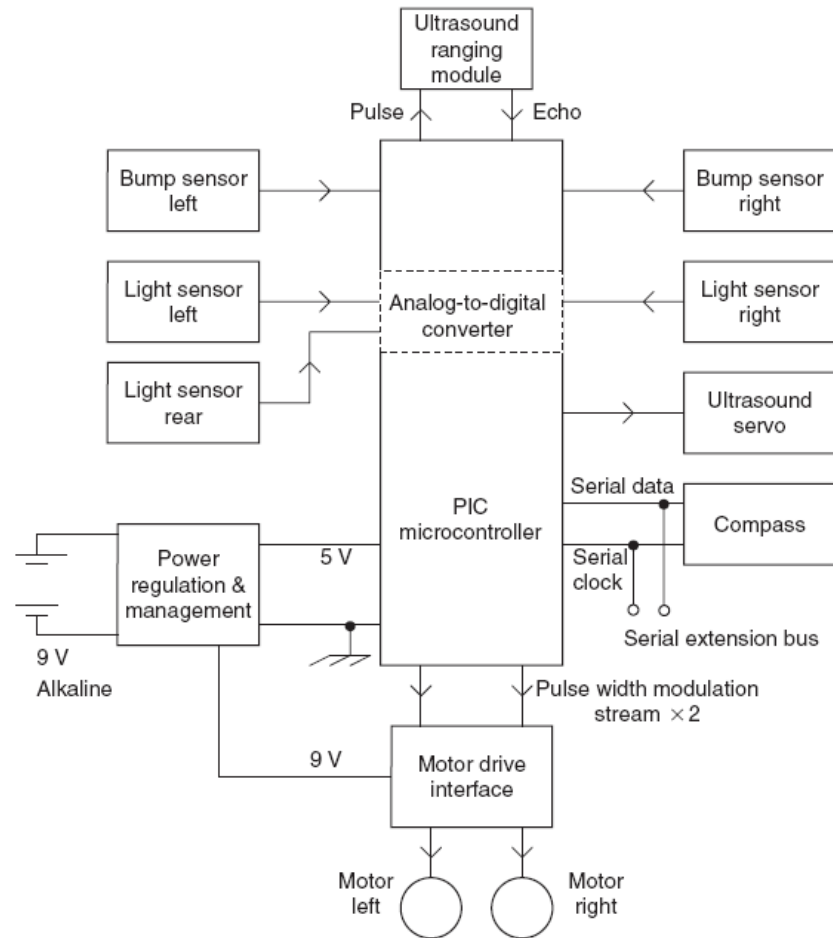 Ultrasound
ranging
module
Pulse
Echo
Bump sensor
left
Bump sensor
right
Light sensor
left
Analog-to-digital
converter
Light sensor
right
Light sensor
rear
Ultrasound
servo
PIC
microcontroller
Serial data
Compass
Serial
clock
Serial extension bus
Power
regulation &
management
5 V
9 V
Alkaline
Pulse width modulation
stream ×2
9 V
Motor drive
interface
Motor
left
Motor
right